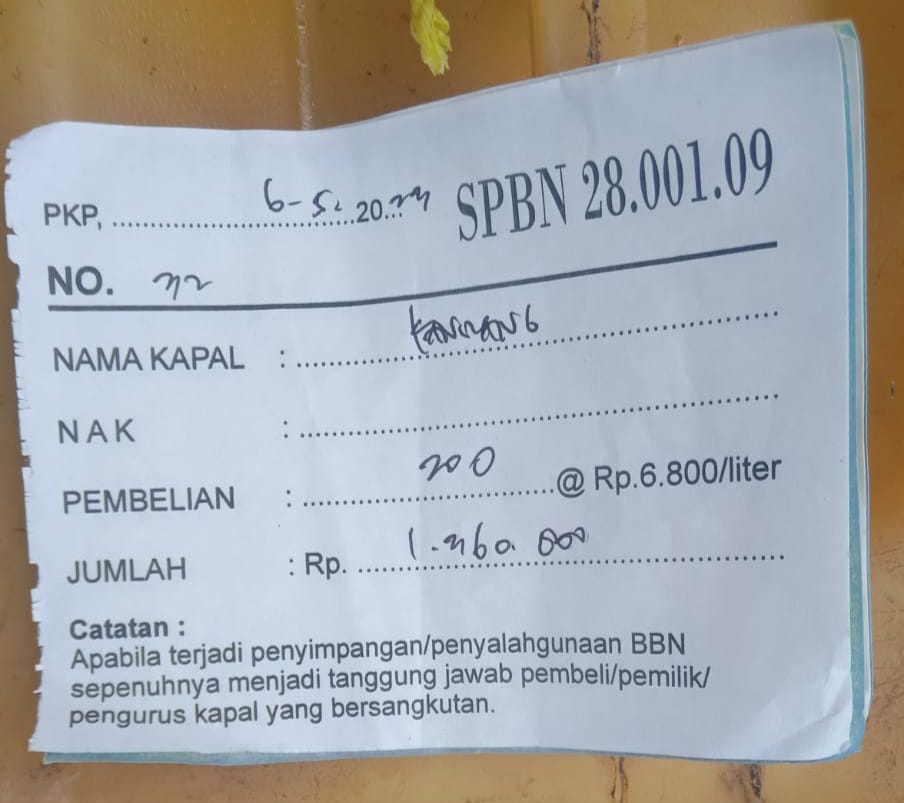 PKP, ............6-5-.20.24 SPBN 28.001.09
NO. 32
NAMA KAPAL :
NAK :
PEMBELIAN : 200 @ Rp.6.800/liter
JUMLAH : Rp. 1.360.000
Catatan :
Apabila terjadi penyimpangan/penyalahgunaan BBN
sepenuhnya menjadi tanggung jawab pembeli/pemilik/
pengurus kapal yang bersangkutan.